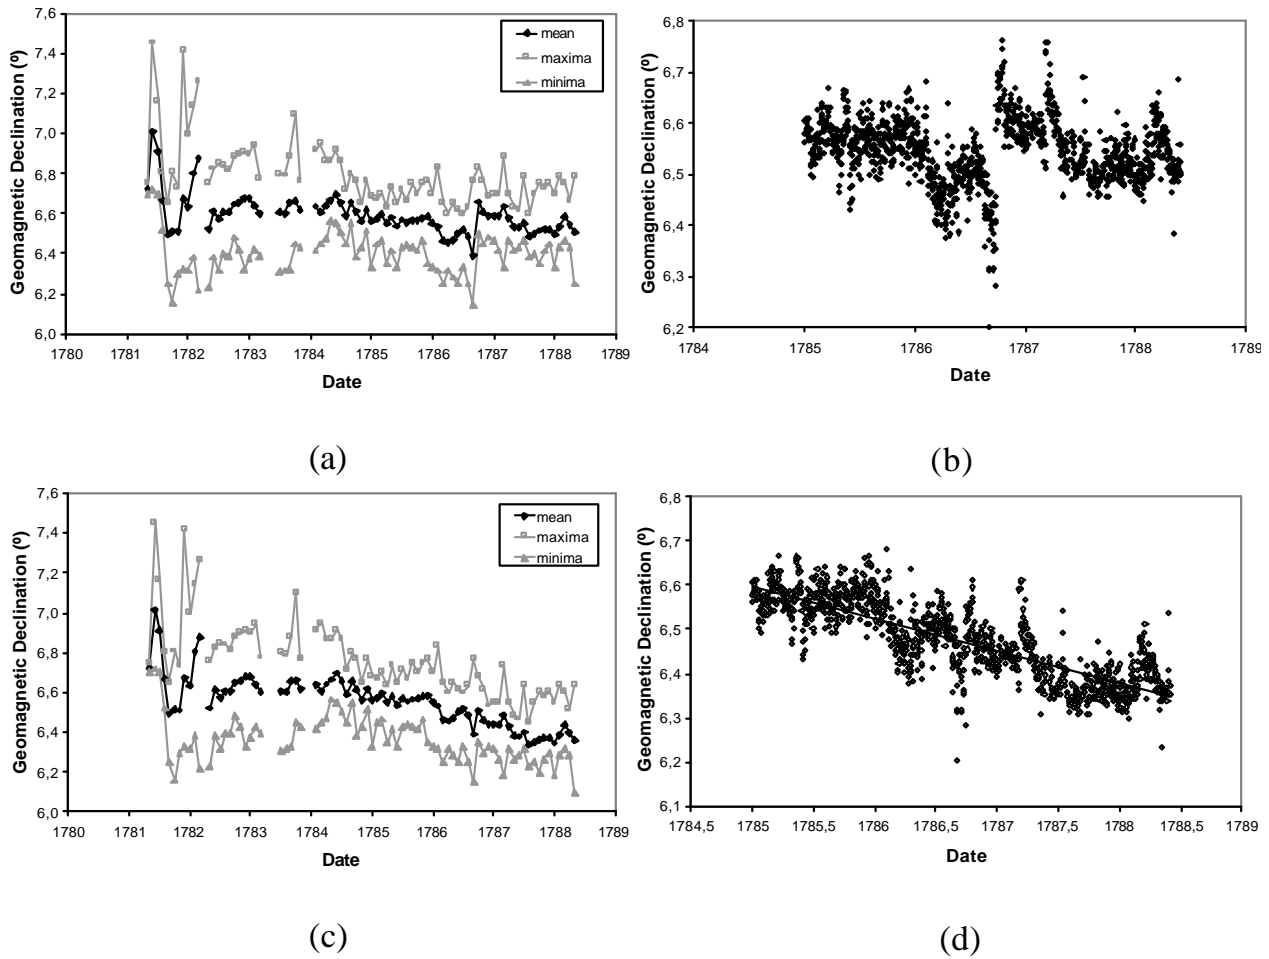 Geomagnetic Declination (º)
7,6
7,4
7,2
7,0
6,8
6,6
6,4
6,2
6,0
mean
maxima
minima
1780 1781 1782 1783 1784 1785 1786 1787 1788 1789
Date
(a)
Geomagnetic Declination (º)
6,8
6,7
6,6
6,5
6,4
6,3
6,2
1784 1785 1786 1787 1788 1789
Date
(b)
Geomagnetic Declination (º)
7,6
7,4
7,2
7,0
6,8
6,6
6,4
6,2
6,0
mean
maxima
minima
1780 1781 1782 1783 1784 1785 1786 1787 1788 1789
Date
(c)
Geomagnetic Declination (º)
6,8
6,7
6,6
6,5
6,4
6,3
6,2
6,1
1784,5 1785 1785,5 1786 1786,5 1787 1787,5 1788 1788,5 1789
Date
(d)